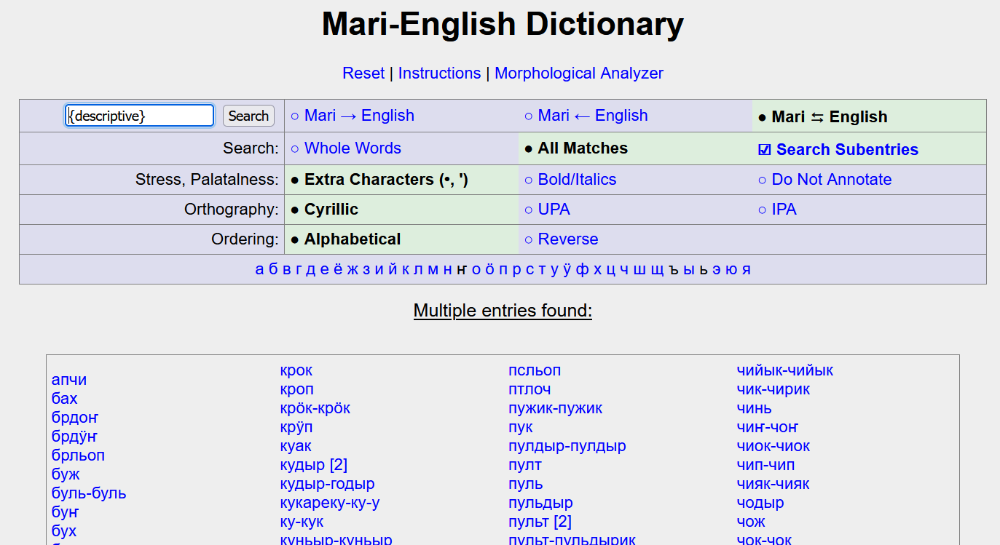 Mari-English Dictionary
Reset | Instructions | Morphological Analyzer
{descriptive} Search ○ Mari → English ○ Mari ← English ● Mari ⇆ English
Search: ○ Whole Words ● All Matches ☑ Search Subentries
Stress, Palatalness: ● Extra Characters (•, ') ○ Bold/Italics ○ Do Not Annotate
Orthography: ● Cyrillic ○ UPA ○ IPA
Ordering: ● Alphabetical ○ Reverse
а б в г д е ё ж з и й к л м н ҥ о ӧ п р с т у ӱ ф х ц ч ш щ ъ ы ь э ю я
Multiple entries found:
апчи
бах
брдоҥ
брдӱҥ
брльоп
буж
буль-буль
буҥ
бух
крок
кроп
крӧк-крӧк
крӱп
куак
кудыр [2]
кудыр-годыр
кукареку-ку-у
ку-кук
куньыр-куньыр
псльоп
птлоч
пужик-пужик
пук
пулдыр-пулдыр
пулт
пуль
пульдыр
пульт [2]
пульт-пульдырик
чийык-чийык
чик-чирик
чинь
чиҥ-чоҥ
чиок-чиок
чип-чип
чияк-чияк
чодыр
чож
чок-чок